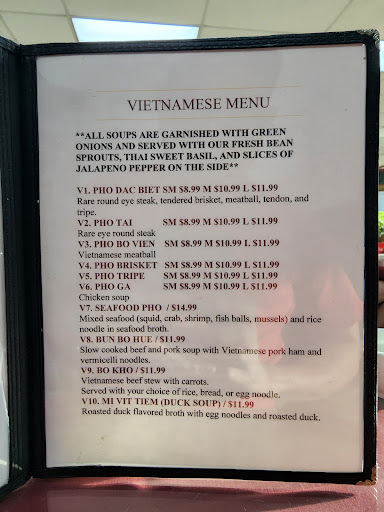 VIETNAMESE MENU
**ALL SOUPS ARE GARNISHED WITH GREEN
ONIONS AND SERVED WITH OUR FRESH BEAN
SPROUTS, THAI SWEET BASIL, AND SLICES OF
JALAPENO PEPPER ON THE SIDE**
V1. PHO DAC BIET SM $8.99 M $10.99 L $11.99
Rare round eye steak, tendered brisket, meatball, tendon, and
tripe.
V2. PHO TAI SM $8.99 M $10.99 L $11.99
Rare eye round steak
V3. PHO BO VIEN SM $8.99 M $10.99 L $11.99
Vietnamese meatball
V4. PHO BRISKET SM $8.99 M $10.99 L $11.99
V5. PHO TRIPE SM $8.99 M $10.99 L $11.99
V6. PHO GA SM $8.99 M $10.99 L $11.99
Chicken soup
V7. SEAFOOD PHO / $14.99
Mixed seafood (squid, crab, shrimp, fish balls, mussels) and rice
noodle in seafood broth.
V8. BUN BO HUE / $11.99
Slow cooked beef and pork soup with Vietnamese pork ham and
vermicelli noodles.
V9. BO KHO / $11.99
Vietnamese beef stew with carrots.
Served with your choice of rice, bread, or egg noodle.
V10. MI VIT TIEM (DUCK SOUP) / $11.99
Roasted duck flavored broth with egg noodles and roasted duck.